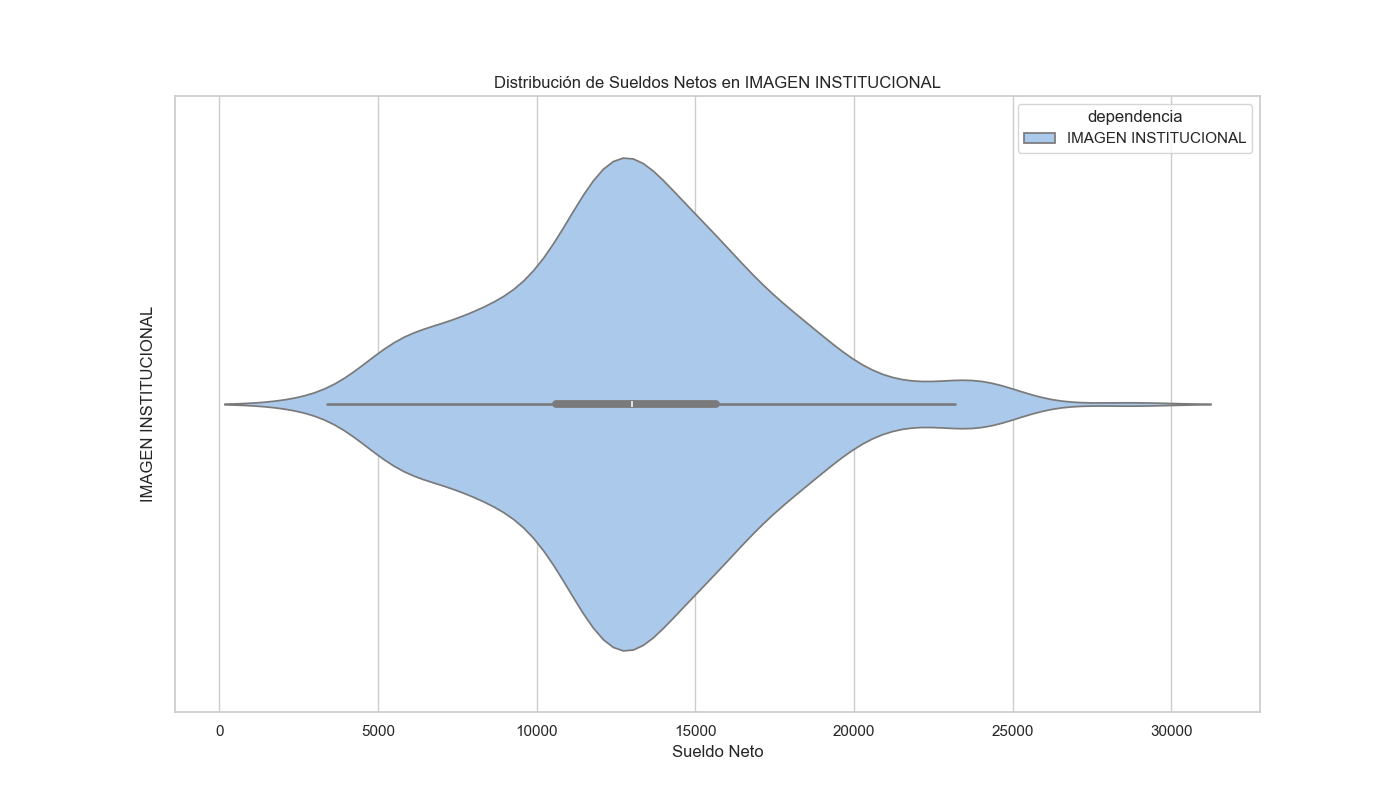 Distribución de Sueldos Netos en IMAGEN INSTITUCIONAL
dependencia
IMAGEN INSTITUCIONAL
IMAGEN INSTITUCIONAL
0 5000 10000 15000 20000 25000 30000
Sueldo Neto